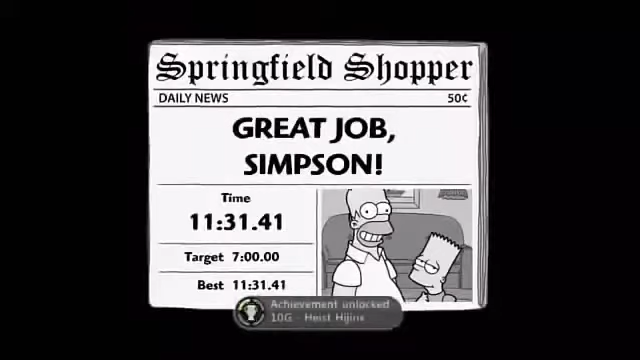 Springfield Shopper
DAILY NEWS 50¢
GREAT JOB,
SIMPSON!
Time
11:31.41
Target 7:00.00
Best 11:31.41
Achievement unlocked
10G - Heist Hijinx